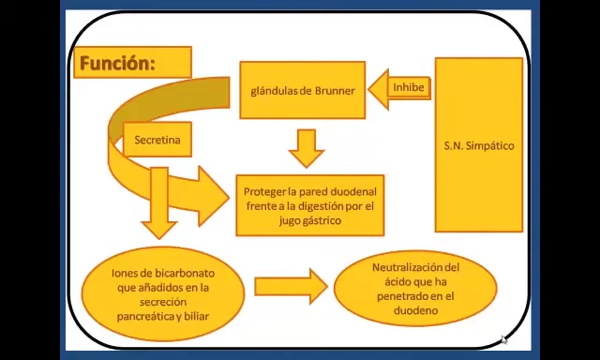 Función:
glándulas de Brunner
Inhibe
S.N. Simpático
Secretina
Proteger la pared duodenal
frente a la digestión por el
jugo gástrico
Iones de bicarbonato
que añadidos en la
secreción
pancreática y biliar
Neutralización del
ácido que ha
penetrado en el
duodeno